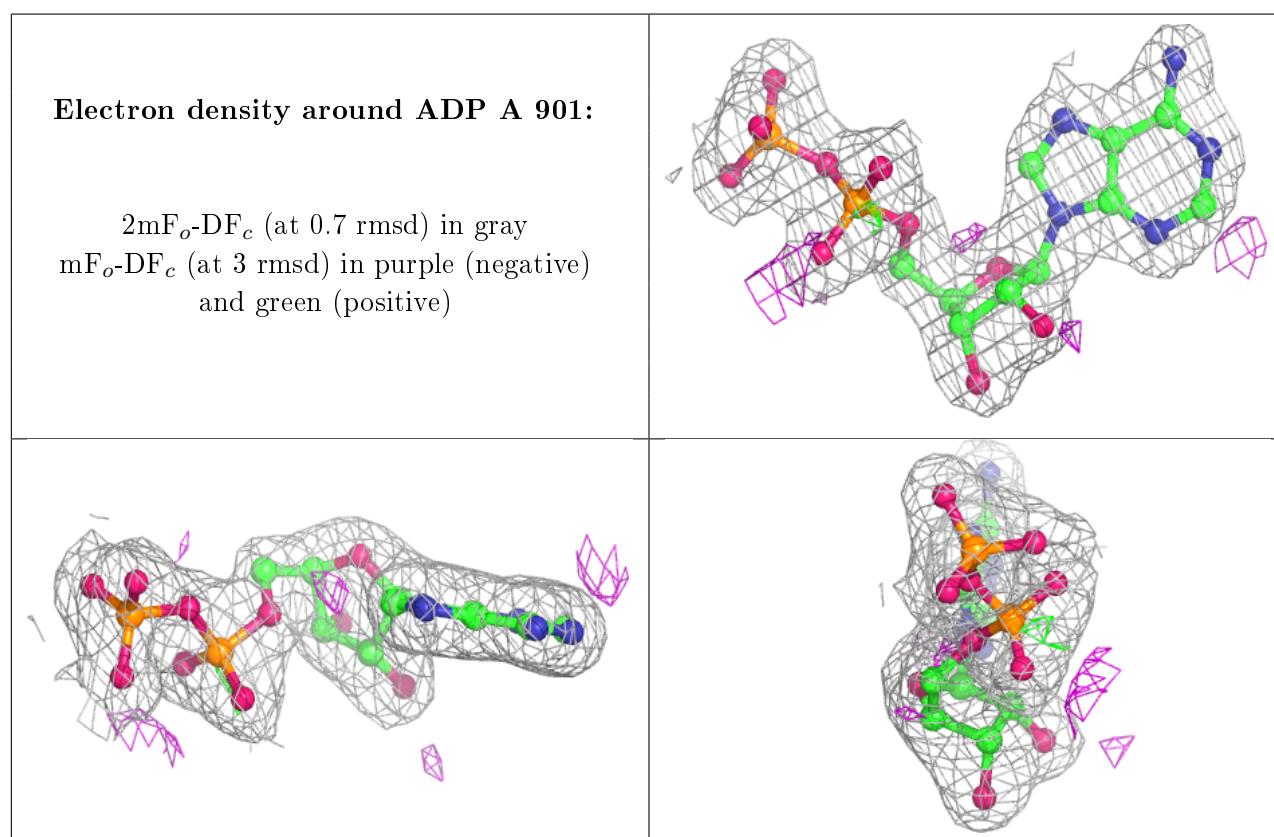 Electron density around ADP A 901:
2mFₒ-DF𝒸 (at 0.7 rmsd) in gray
mFₒ-DF𝒸 (at 3 rmsd) in purple (negative)
and green (positive)